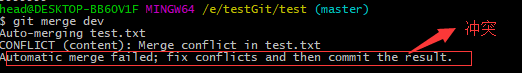 head@DESKTOP-BB6OV1F MINGW64 /e/testGit/test (master)
$ git merge dev
Auto-merging test.txt
CONFLICT (content): Merge conflict in test.txt
Automatic merge failed; fix conflicts and then commit the result.
冲突